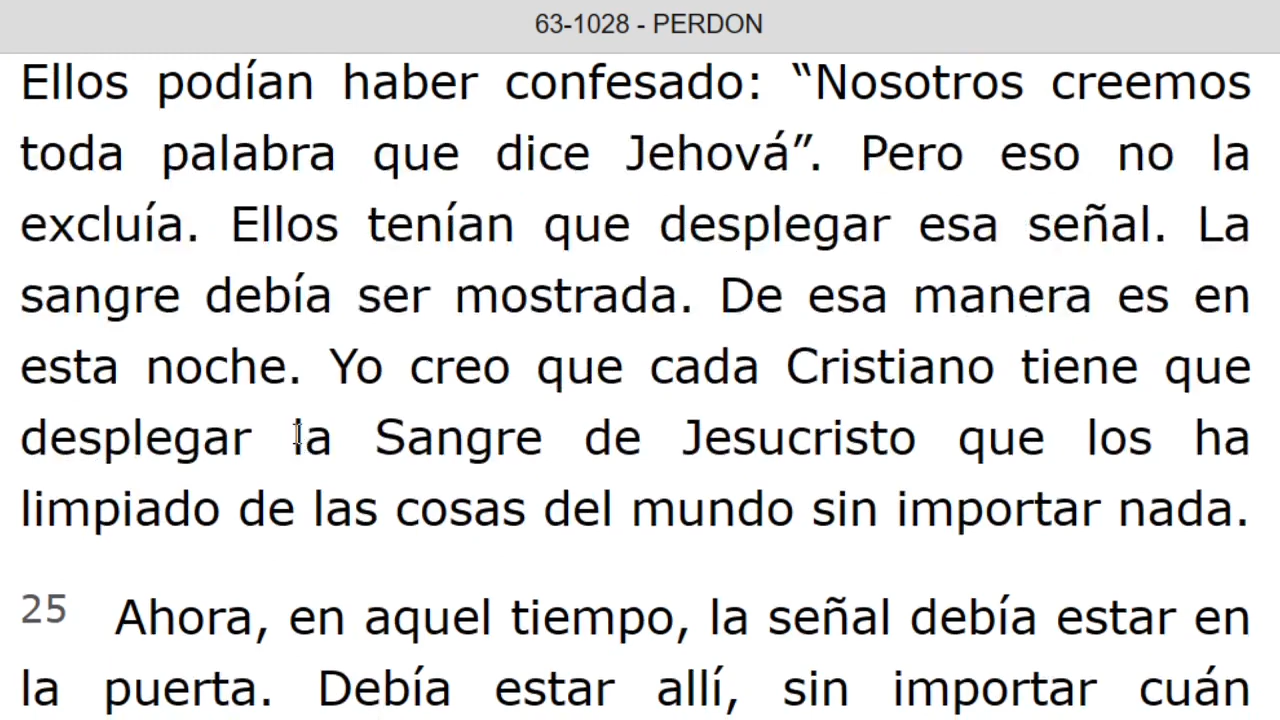 63-1028 - PERDON
Ellos podían haber confesado: “Nosotros creemos
toda palabra que dice Jehová”. Pero eso no la
excluía. Ellos tenían que desplegar esa señal. La
sangre debía ser mostrada. De esa manera es en
esta noche. Yo creo que cada Cristiano tiene que
desplegar la Sangre de Jesucristo que los ha
limpiado de las cosas del mundo sin importar nada.
25 Ahora, en aquel tiempo, la señal debía estar en
la puerta. Debía estar allí, sin importar cuán